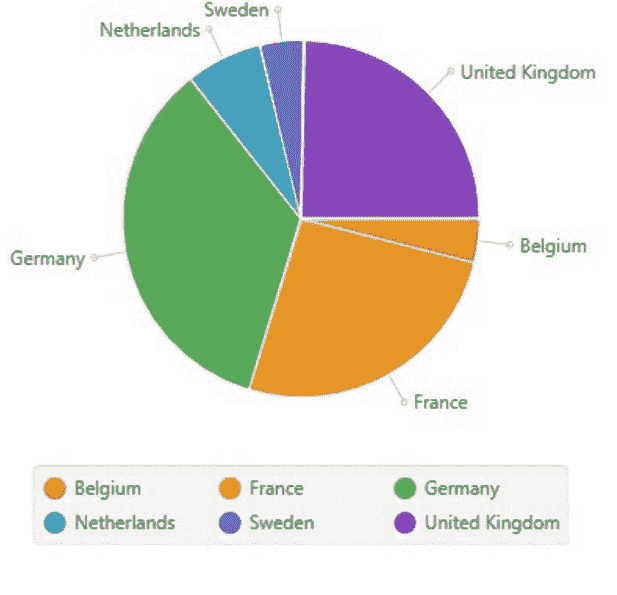 Sweden
Netherlands
United Kingdom
Belgium
Germany
France
Belgium France Germany
Netherlands Sweden United Kingdom